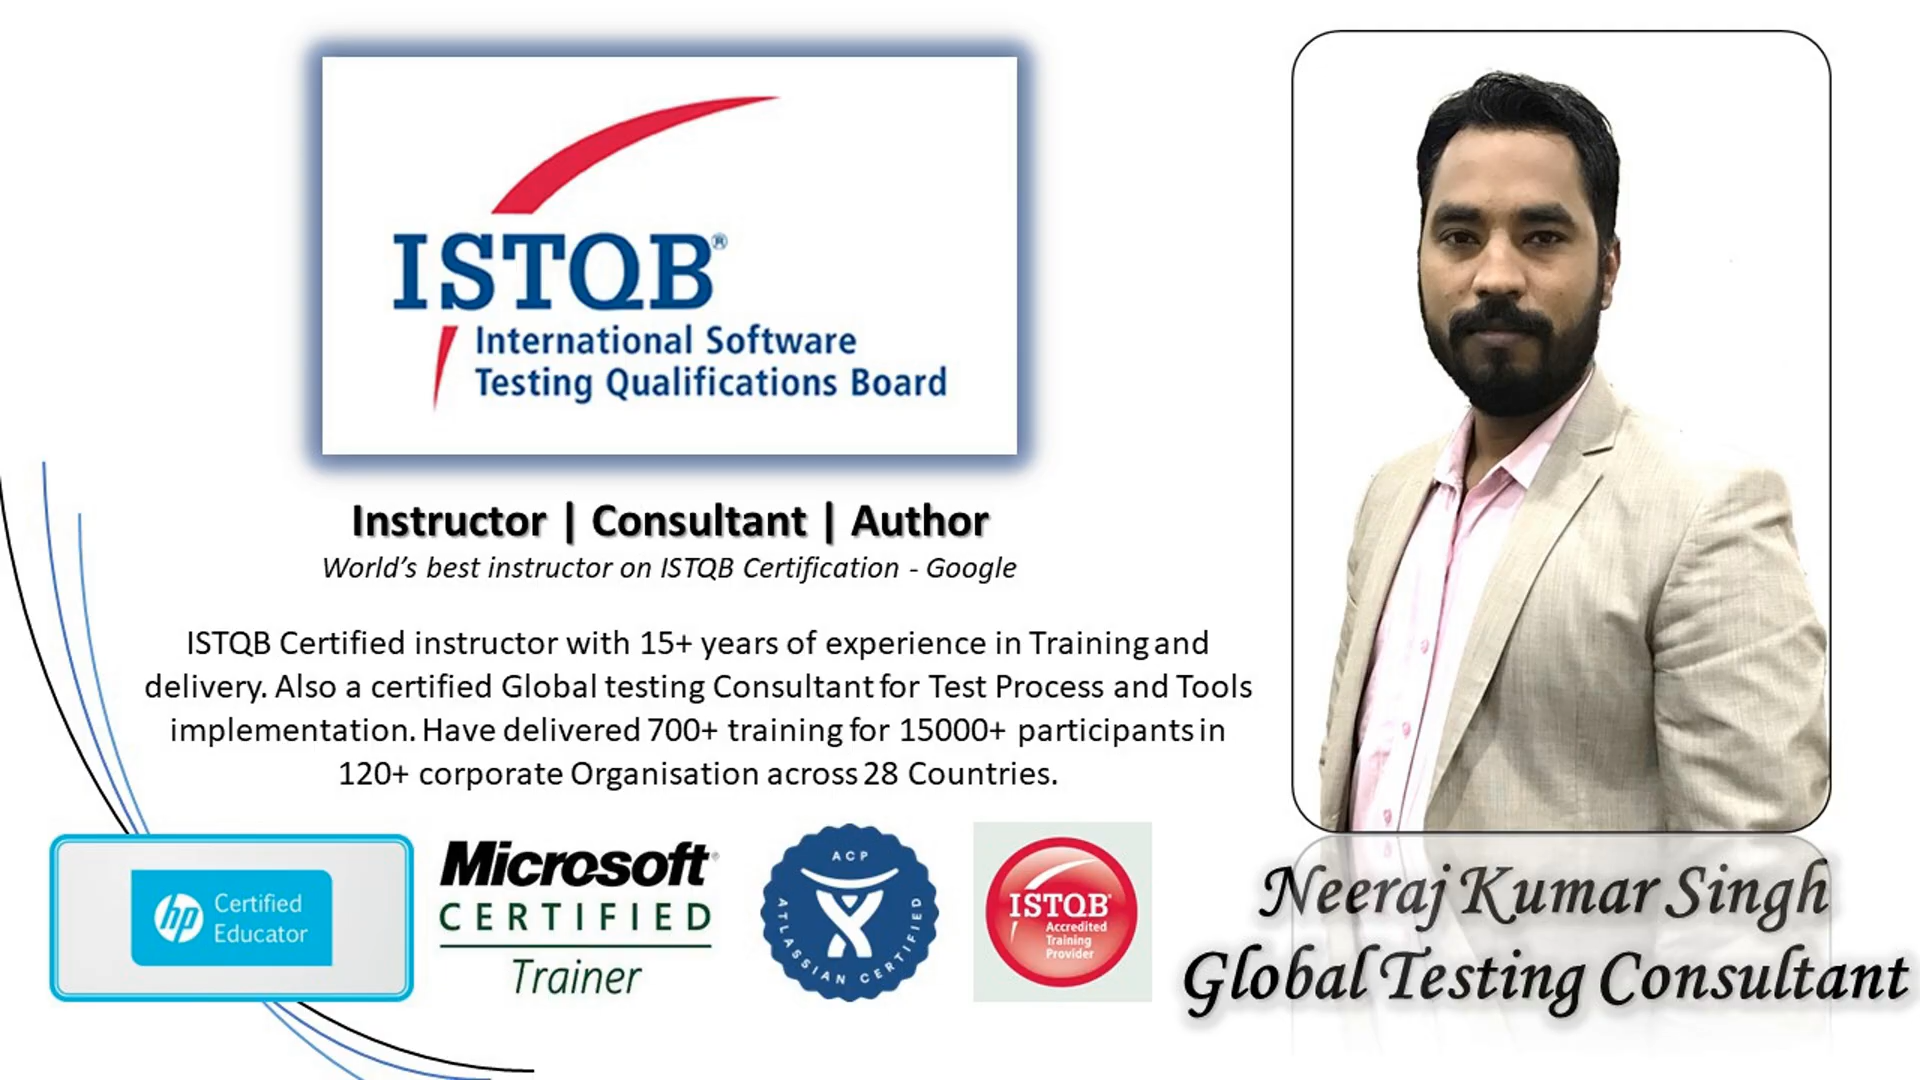 ISTQB®
International Software
Testing Qualifications Board
Instructor | Consultant | Author
World's best instructor on ISTQB Certification - Google
ISTQB Certified instructor with 15+ years of experience in Training and
delivery. Also a certified Global testing Consultant for Test Process and Tools
implementation. Have delivered 700+ training for 15000+ participants in
120+ corporate Organisation across 28 Countries.
hp
Certified
Educator
Microsoft®
CERTIFIED
Trainer
ACP
ATLASSIAN CERTIFIED
ISTQB®
Accredited
Training
Provider
Neeraj Kumar Singh
Global Testing Consultant